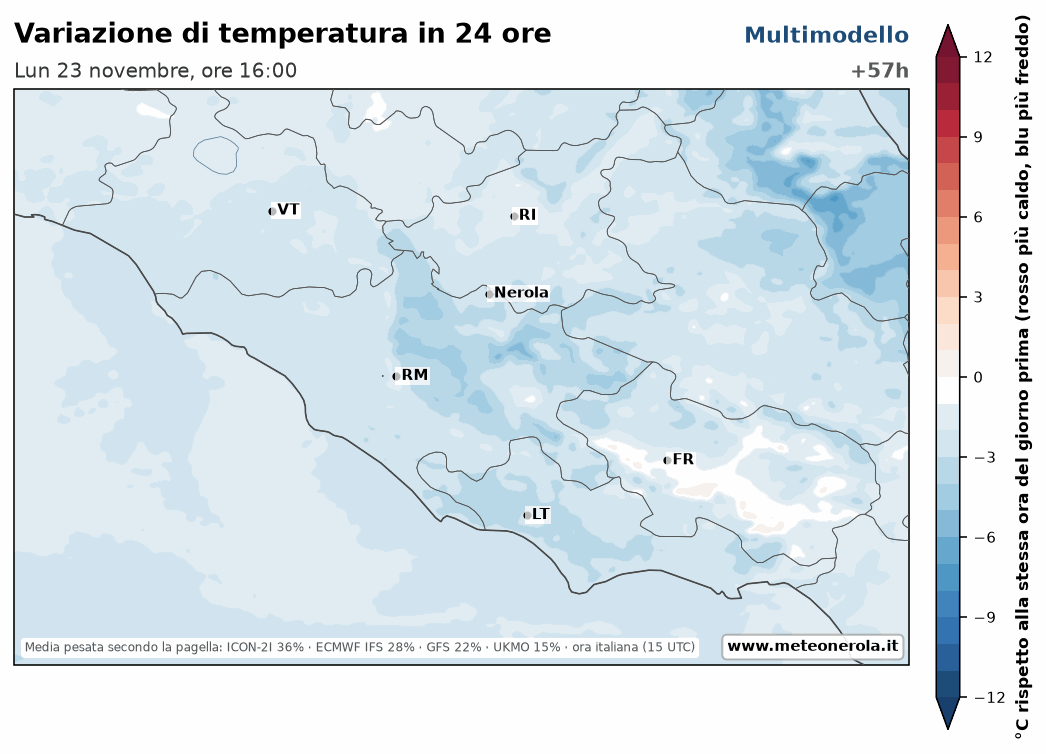 Variazione di temperatura in 24 ore
Multimodello
Lun 23 novembre, ore 16:00
+57h
VT
RI
Nerola
RM
FR
LT
Media pesata secondo la pagella: ICON-2I 36% · ECMWF IFS 28% · GFS 22% · UKMO 15% · ora italiana (15 UTC)
www.meteonerola.it
12
9
6
3
0
−3
−6
−9
−12
°C rispetto alla stessa ora del giorno prima (rosso più caldo, blu più freddo)